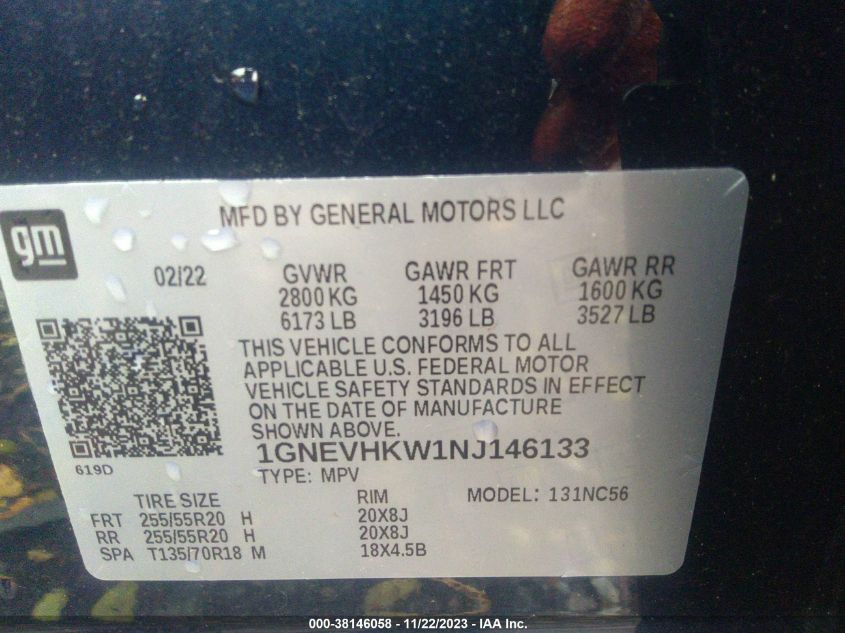 MFD BY GENERAL MOTORS LLC
gm
02/22 GVWR GAWR FRT GAWR RR
2800 KG 1450 KG 1600 KG
6173 LB 3196 LB 3527 LB
THIS VEHICLE CONFORMS TO ALL
APPLICABLE U.S. FEDERAL MOTOR
VEHICLE SAFETY STANDARDS IN EFFECT
ON THE DATE OF MANUFACTURE
SHOWN ABOVE.
1GNEVHKW1NJ146133
619D
TYPE: MPV
TIRE SIZE RIM MODEL: 131NC56
FRT 255/55R20 H 20X8J
RR 255/55R20 H 20X8J
SPA T135/70R18 M 18X4.5B
000-38146058 - 11/22/2023 - IAA Inc.